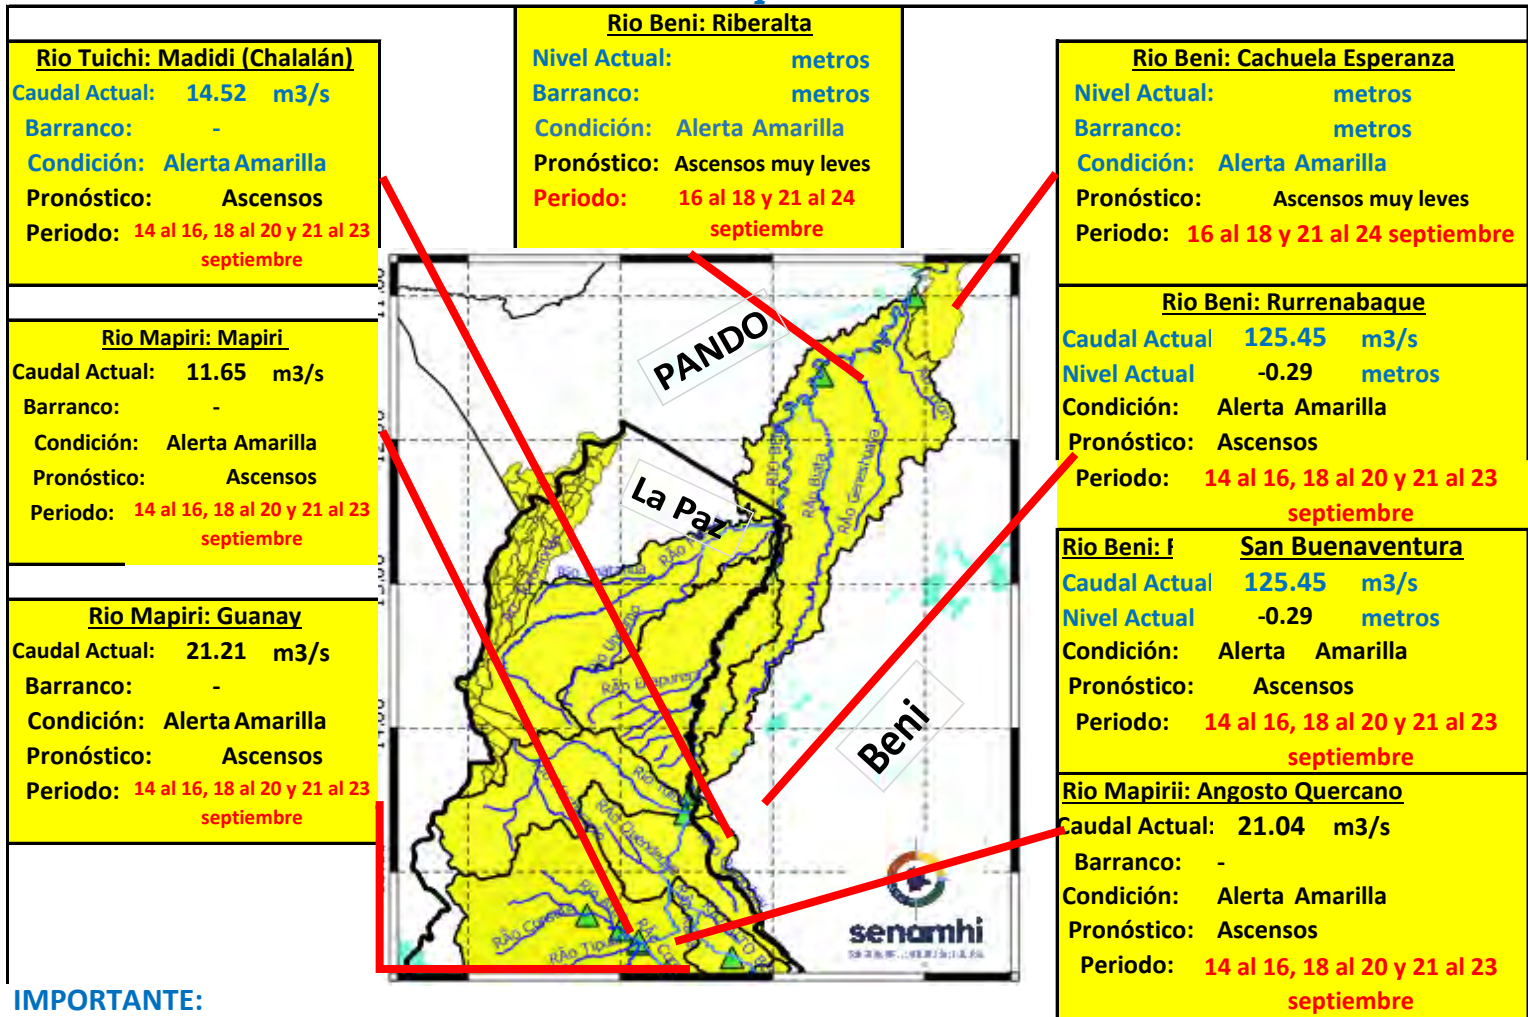 Rio Tuichi: Madidi (Chalalán)
Caudal Actual: 14.52 m3/s
Barranco: -
Condición: Alerta Amarilla
Pronóstico: Ascensos
Periodo: 14 al 16, 18 al 20 y 21 al 23
septiembre
Rio Mapiri: Mapiri
Caudal Actual: 11.65 m3/s
Barranco: -
Condición: Alerta Amarilla
Pronóstico: Ascensos
Periodo: 14 al 16, 18 al 20 y 21 al 23
septiembre
Rio Mapiri: Guanay
Caudal Actual: 21.21 m3/s
Barranco: -
Condición: Alerta Amarilla
Pronóstico: Ascensos
Periodo: 14 al 16, 18 al 20 y 21 al 23
septiembre
Rio Beni: Riberalta
Nivel Actual: metros
Barranco: metros
Condición: Alerta Amarilla
Pronóstico: Ascensos muy leves
Periodo: 16 al 18 y 21 al 24
septiembre
PANDO
La Paz
Beni
RÃo Biata
RÃo Geneshuaya
senamhi
Rio Beni: Cachuela Esperanza
Nivel Actual: metros
Barranco: metros
Condición: Alerta Amarilla
Pronóstico: Ascensos muy leves
Periodo: 16 al 18 y 21 al 24 septiembre
Rio Beni: Rurrenabaque
Caudal Actual 125.45 m3/s
Nivel Actual -0.29 metros
Condición: Alerta Amarilla
Pronóstico: Ascensos
Periodo: 14 al 16, 18 al 20 y 21 al 23
septiembre
Rio Beni: San Buenaventura
Caudal Actual 125.45 m3/s
Nivel Actual -0.29 metros
Condición: Alerta Amarilla
Pronóstico: Ascensos
Periodo: 14 al 16, 18 al 20 y 21 al 23
septiembre
Rio Mapirii: Angosto Quercano
Caudal Actual: 21.04 m3/s
Barranco: -
Condición: Alerta Amarilla
Pronóstico: Ascensos
Periodo: 14 al 16, 18 al 20 y 21 al 23
septiembre
IMPORTANTE: